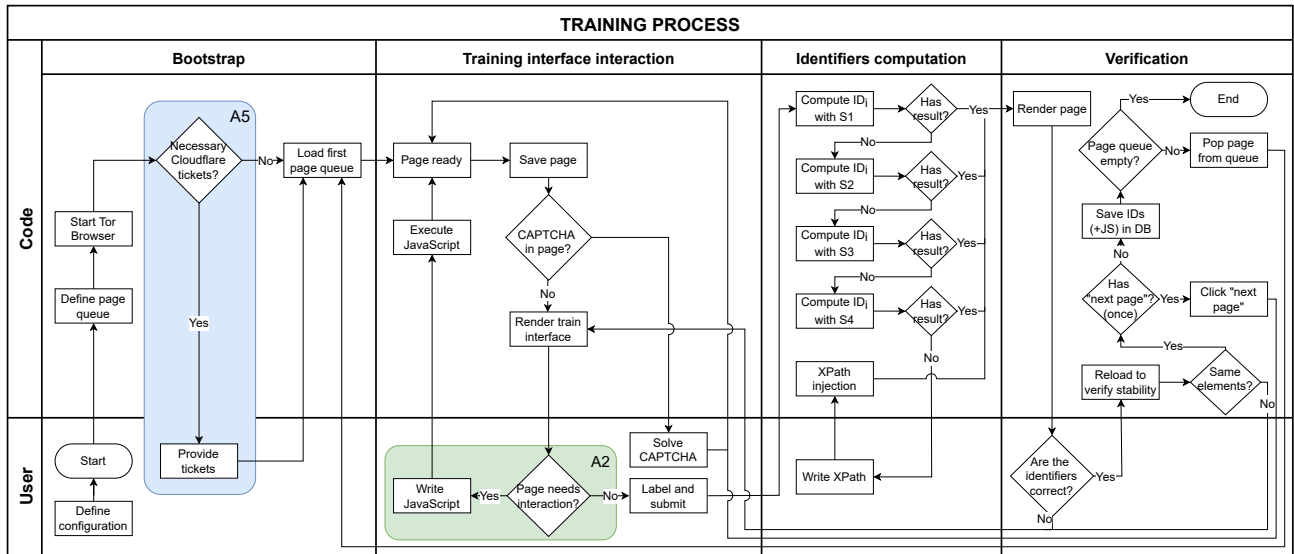 TRAINING PROCESS
Bootstrap
Training interface interaction
Identifiers computation
Verification
Code
User
A5
Necessary
Cloudflare
tickets?
No
Yes
Load first
page queue
Start Tor
Browser
Define page
queue
Start
Define
configuration
Provide
tickets
Page ready
Save page
Execute
JavaScript
CAPTCHA
in page?
No
Render train
interface
Solve
CAPTCHA
A2
Write
JavaScript
Yes
Page needs
interaction?
No
Label and
submit
Compute IDi
with S1
Has
result?
Yes
No
Compute IDi
with S2
Has
result?
Yes
No
Compute IDi
with S3
Has
result?
Yes
No
Compute IDi
with S4
Has
result?
No
XPath
injection
Write XPath
Render page
Yes
End
Page queue
empty?
No
Pop page
from queue
Save IDs
(+JS) in DB
No
Has
"next page"?
(once)
Yes
Click "next
page"
Yes
Reload to
verify stability
Same
elements?
No
Are the
identifiers
correct?
Yes
No